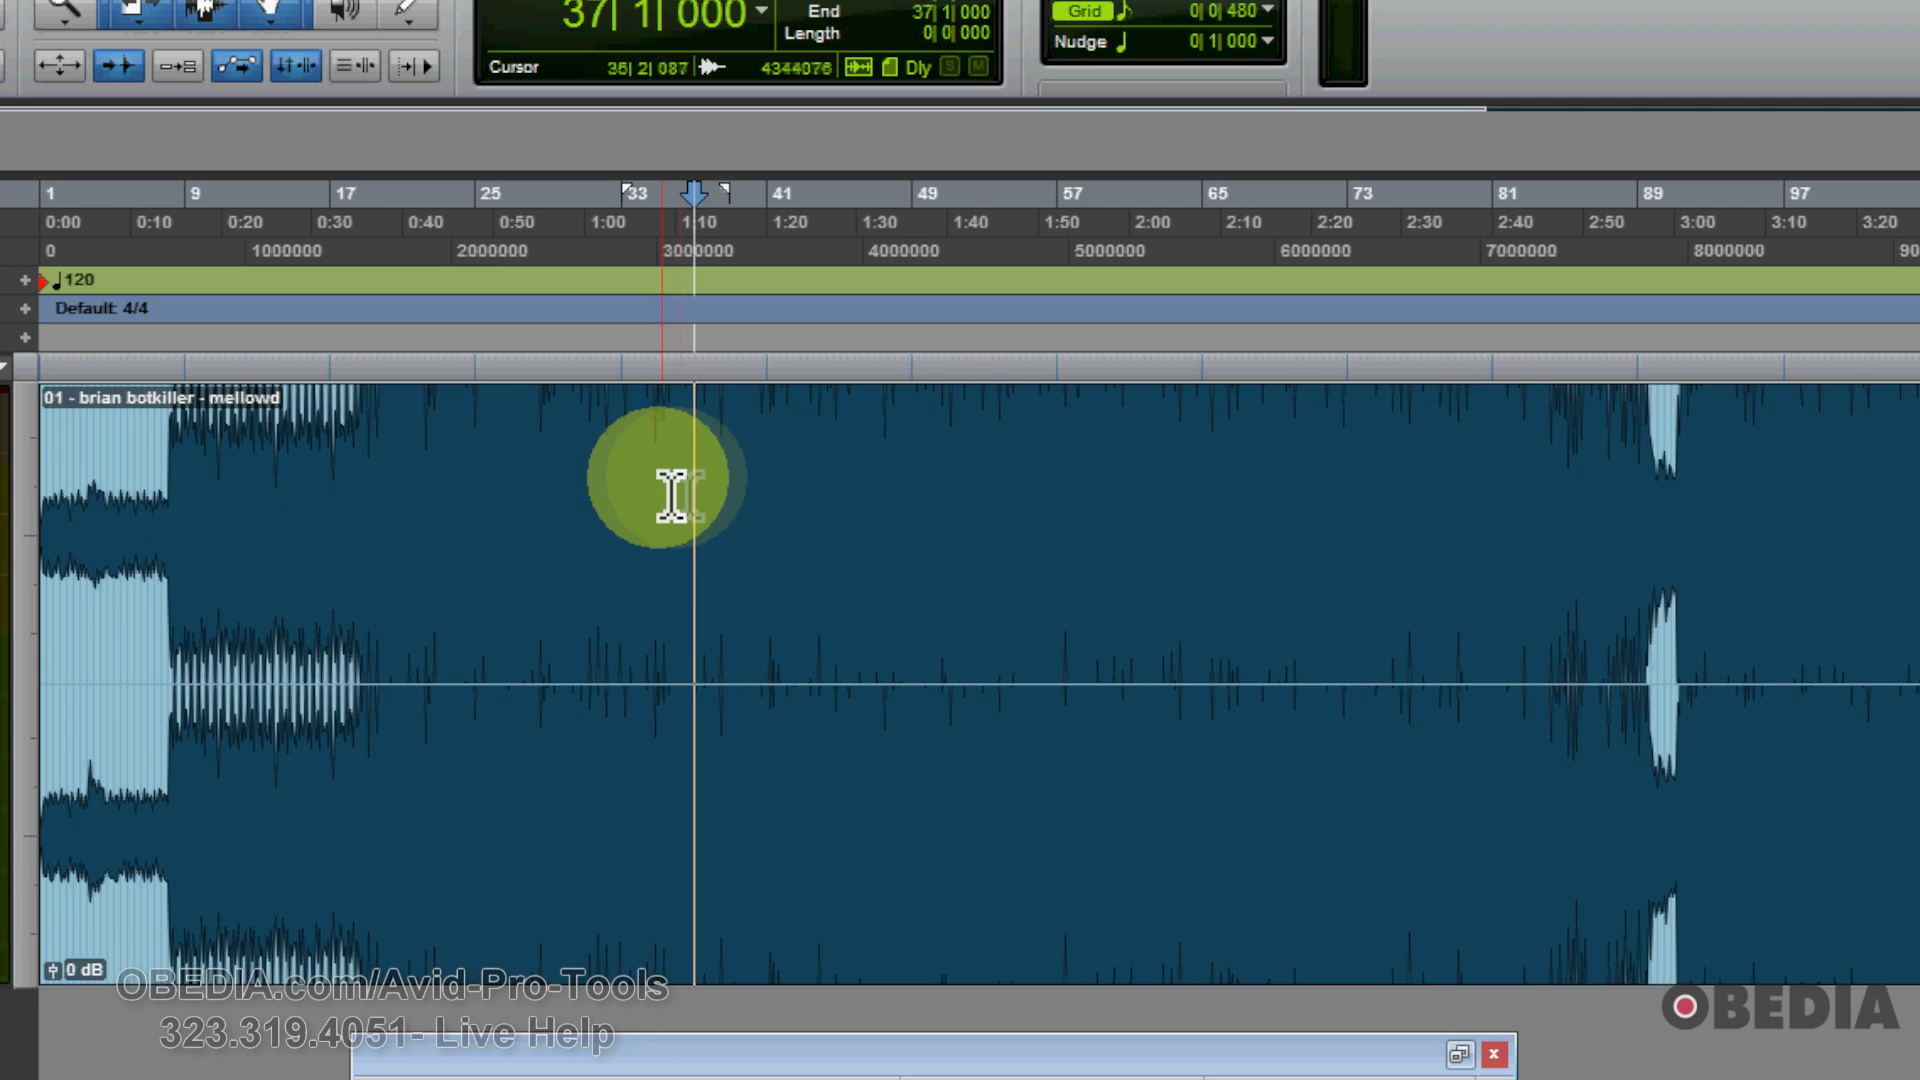 37| 1| 000
End 37| 1| 000
Length 0| 0| 000
Cursor 35| 2| 087 4344076 Dly S M
Grid 0| 0| 480
Nudge 0| 1| 000
1 9 17 25 33 41 49 57 65 73 81 89 97
0:00 0:10 0:20 0:30 0:40 0:50 1:00 1:10 1:20 1:30 1:40 1:50 2:00 2:10 2:20 2:30 2:40 2:50 3:00 3:10 3:20
0 1000000 2000000 3000000 4000000 5000000 6000000 7000000 8000000 90
120
Default: 4/4
01 - brian botkiller - mellowd
0 dB
OBEDIA.com/Avid-Pro-Tools
323.319.4051- Live Help
OBEDIA